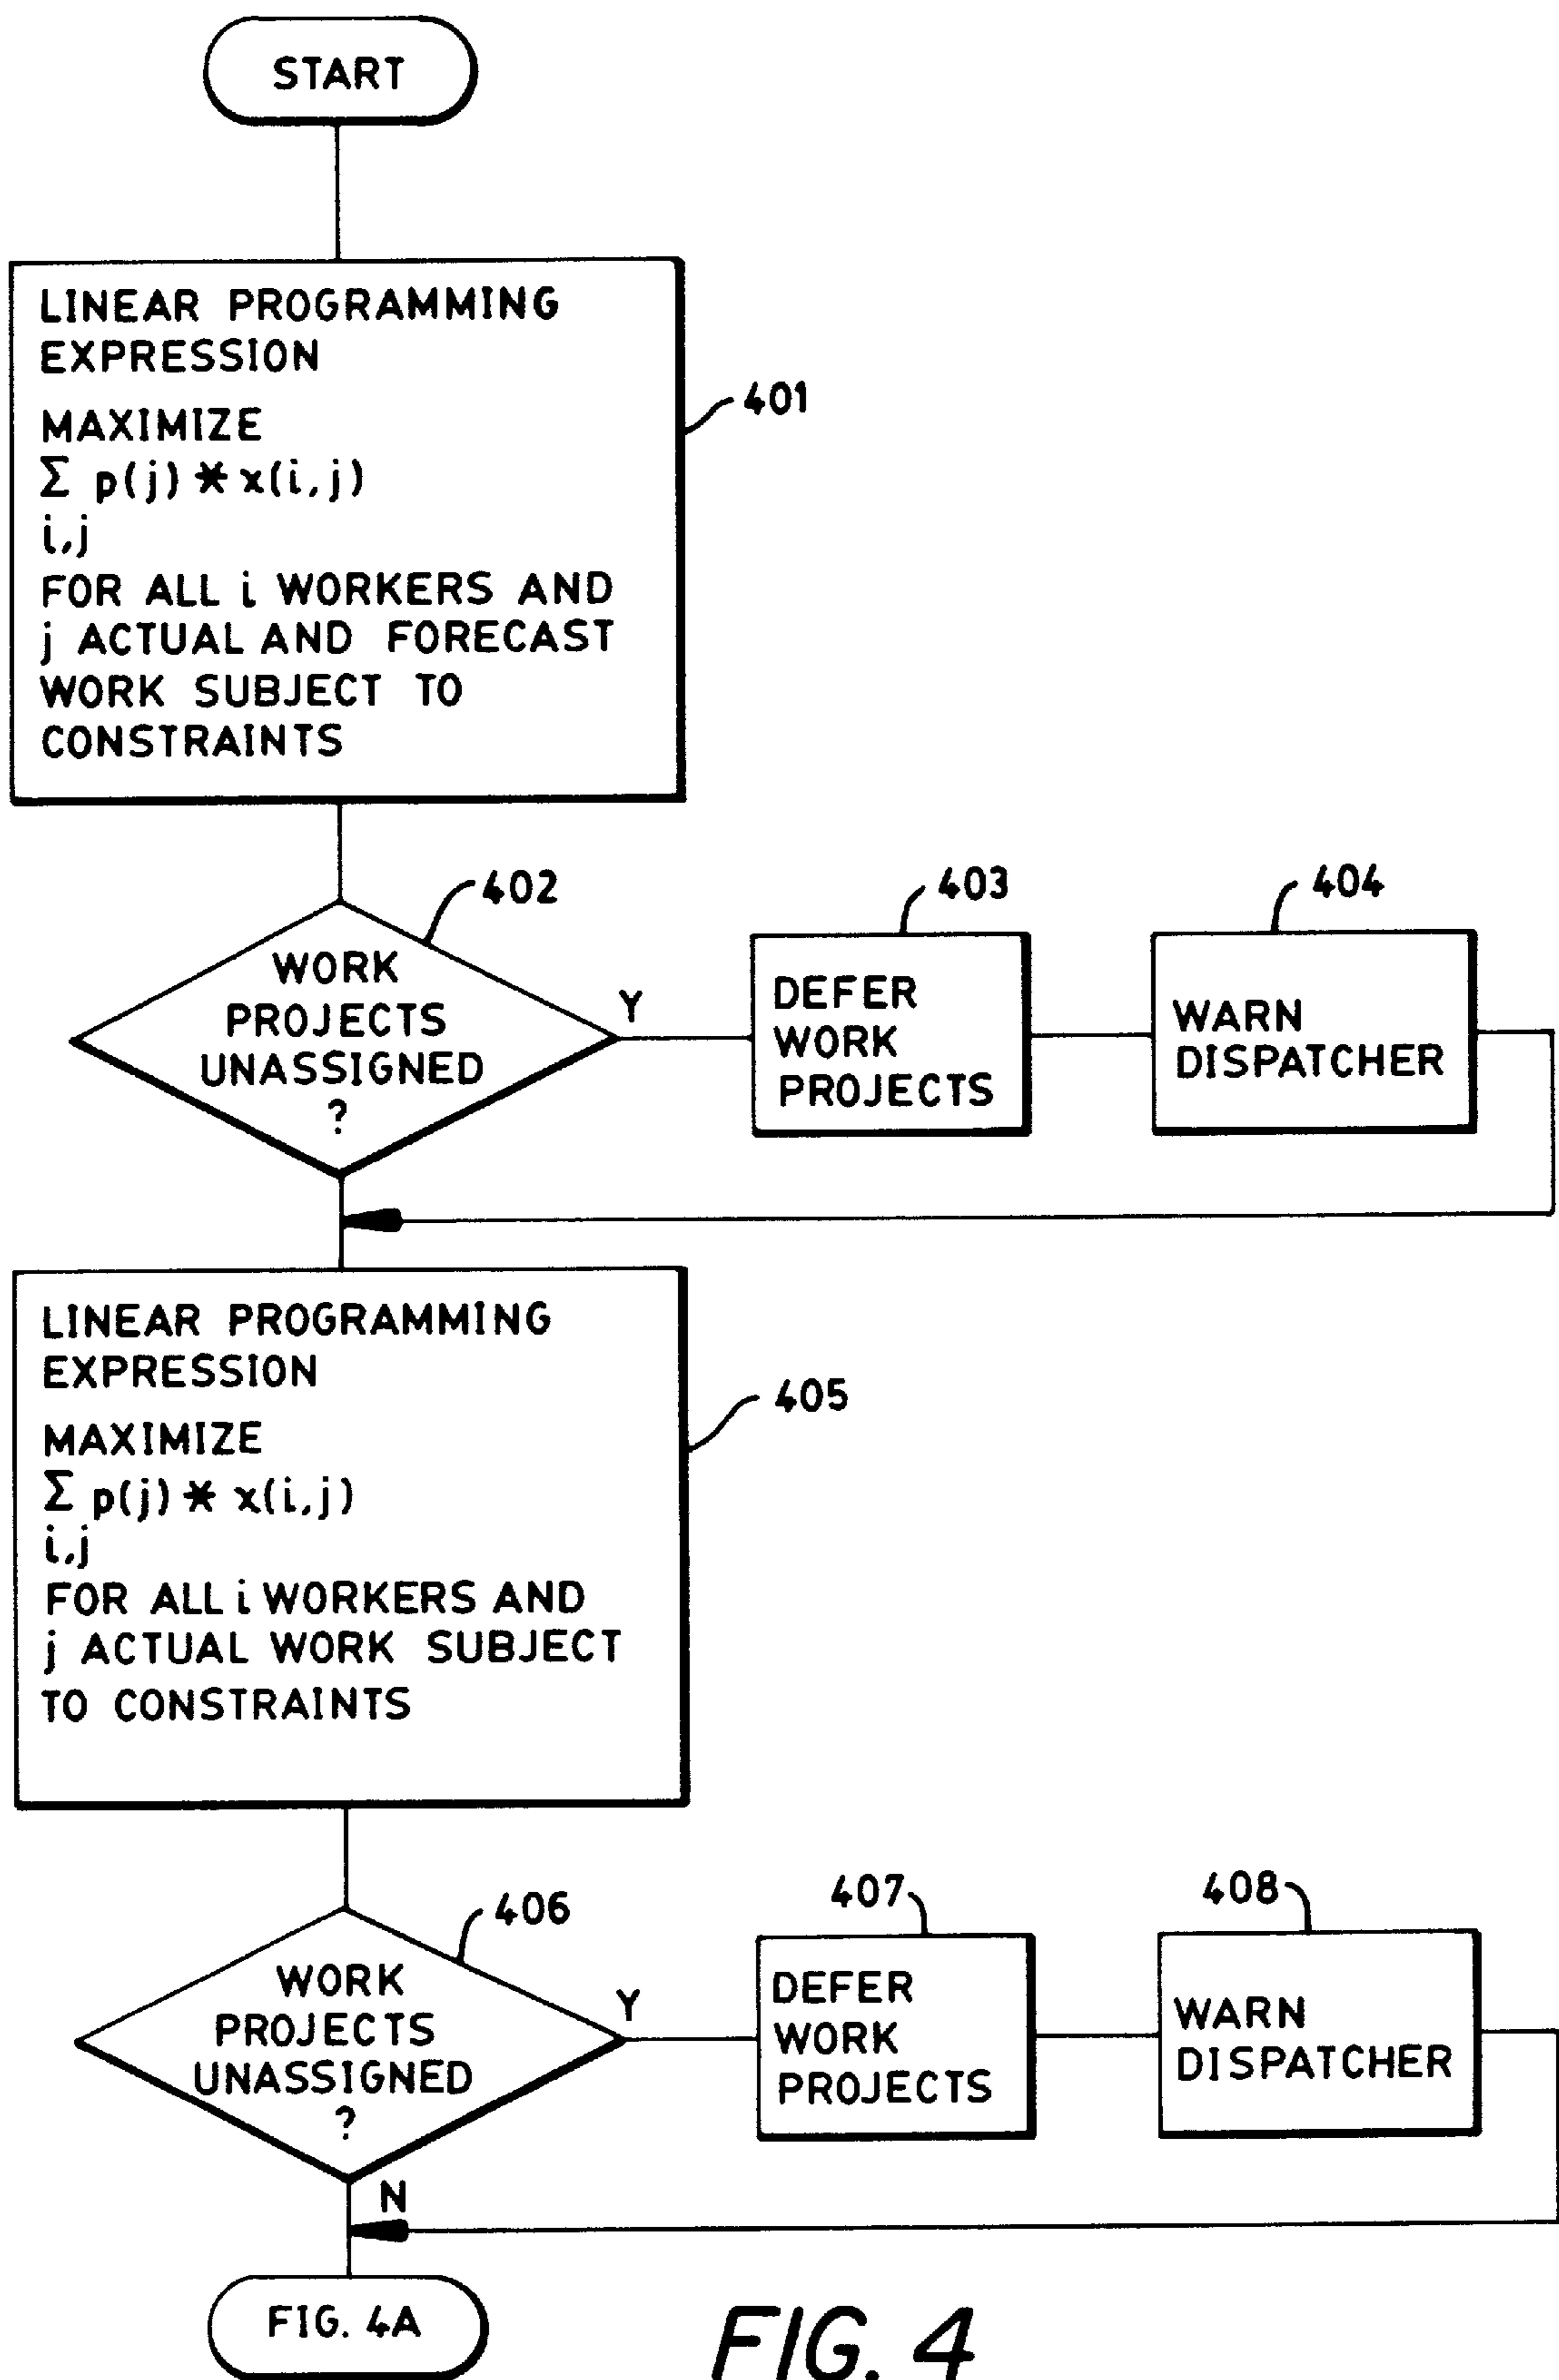 START
LINEAR PROGRAMMING
EXPRESSION
MAXIMIZE
Σ p(j) * x(i,j)
i,j
FOR ALL i WORKERS AND
j ACTUAL AND FORECAST
WORK SUBJECT TO
CONSTRAINTS
401
402
WORK
PROJECTS
UNASSIGNED
?
Y
403
DEFER
WORK
PROJECTS
404
WARN
DISPATCHER
LINEAR PROGRAMMING
EXPRESSION
MAXIMIZE
Σ p(j) * x(i,j)
i,j
FOR ALL i WORKERS AND
j ACTUAL WORK SUBJECT
TO CONSTRAINTS
405
406
WORK
PROJECTS
UNASSIGNED
?
Y
N
407
DEFER
WORK
PROJECTS
408
WARN
DISPATCHER
FIG. 4A
FIG. 4